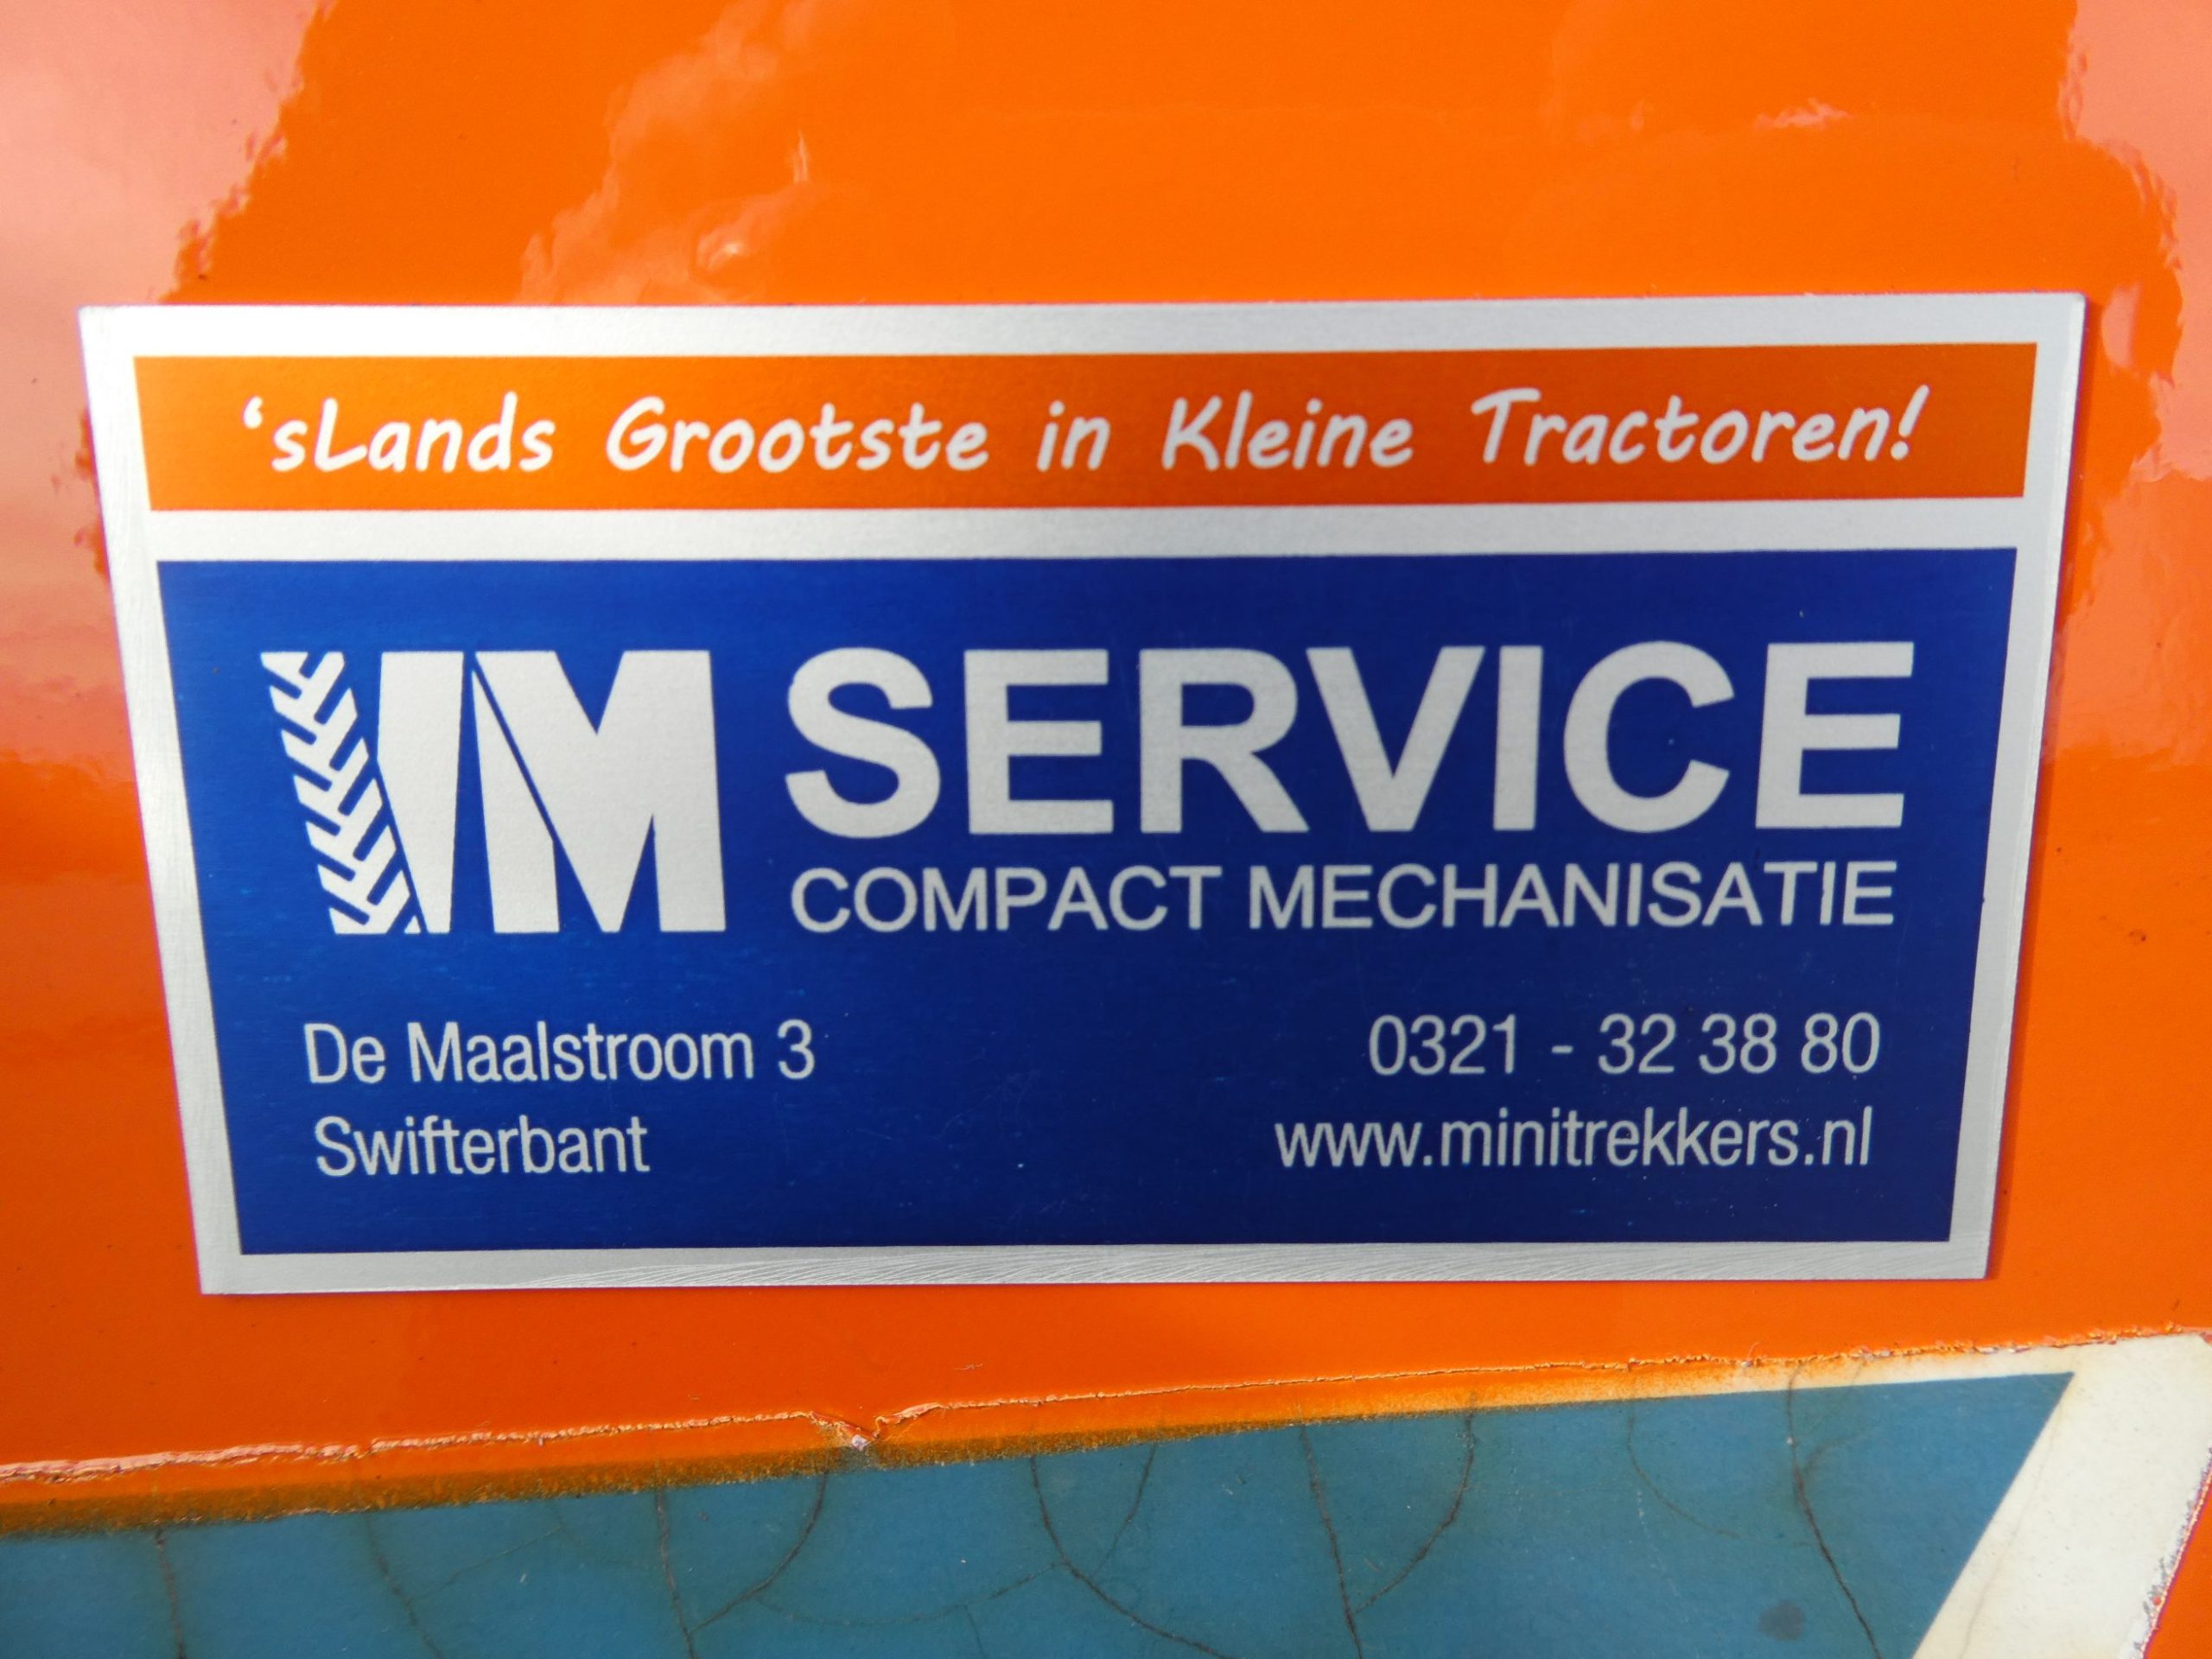 ‘sLands Grootste in Kleine Tractoren!
IM SERVICE
COMPACT MECHANISATIE
De Maalstroom 3
0321 - 32 38 80
Swifterbant
www.minitrekkers.nl